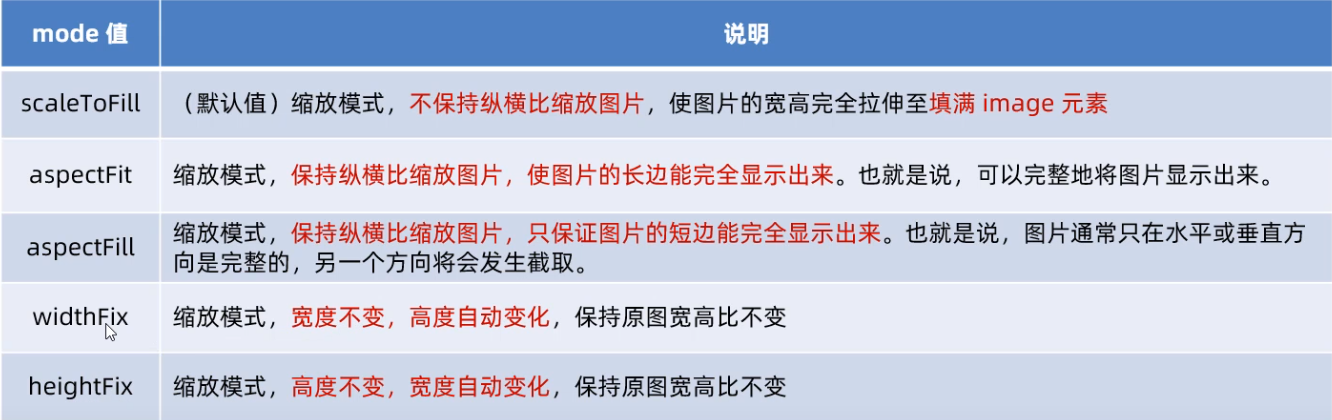 mode 值 说明
scaleToFill （默认值）缩放模式，不保持纵横比缩放图片，使图片的宽高完全拉伸至填满 image 元素
aspectFit 缩放模式，保持纵横比缩放图片，使图片的长边能完全显示出来。也就是说，可以完整地将图片显示出来。
aspectFill 缩放模式，保持纵横比缩放图片，只保证图片的短边能完全显示出来。也就是说，图片通常只在水平或垂直方
向是完整的，另一个方向将会发生截取。
widthFix 缩放模式，宽度不变，高度自动变化，保持原图宽高比不变
heightFix 缩放模式，高度不变，宽度自动变化，保持原图宽高比不变